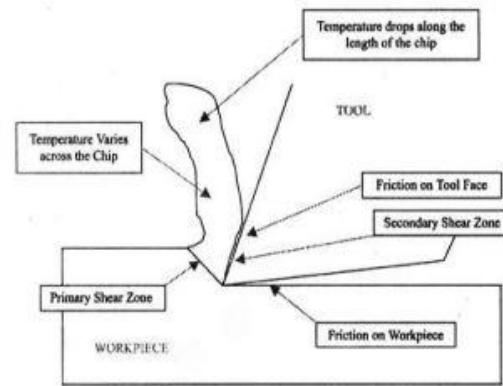 Temperature drops along the
length of the chip
TOOL
Temperature Varies
across the Chip
Friction on Tool Face
Secondary Shear Zone
Primary Shear Zone
Friction on Workpiece
WORKPIECE